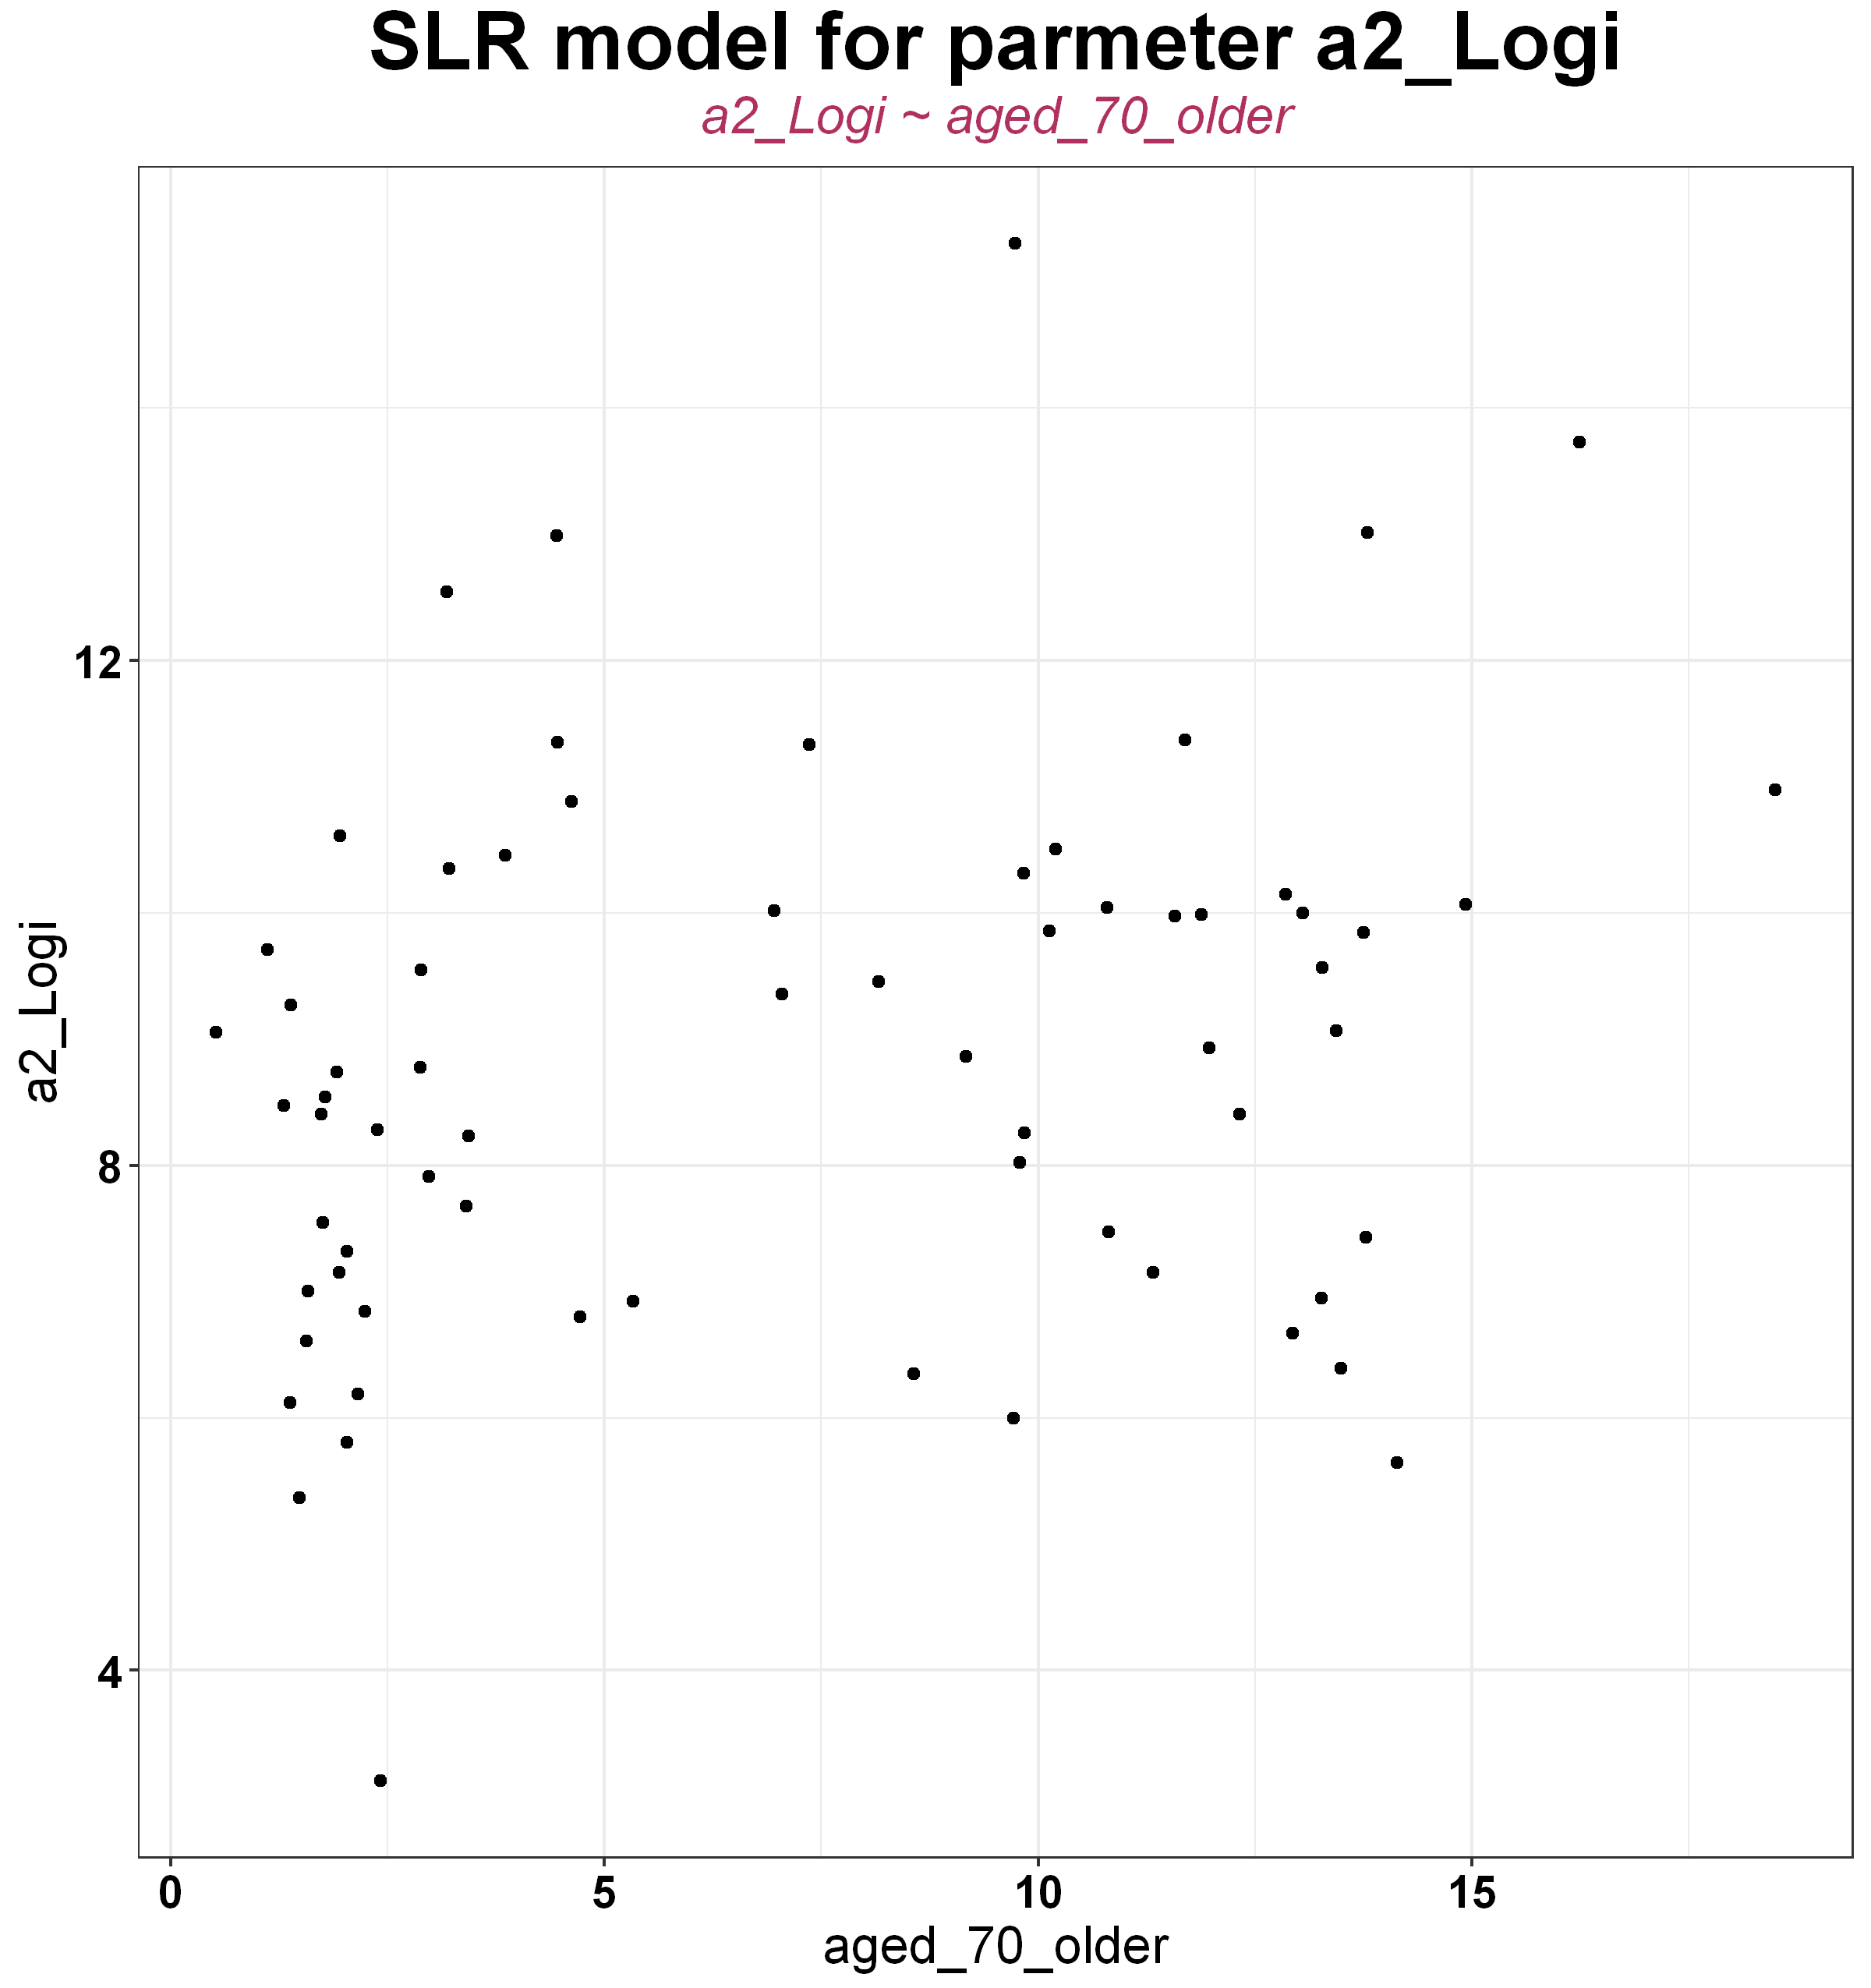 SLR model for parmeter a2_Logi
a2_Logi ~ aged_70_older
a2_Logi
12
8
4
0 5 10 15
aged_70_older